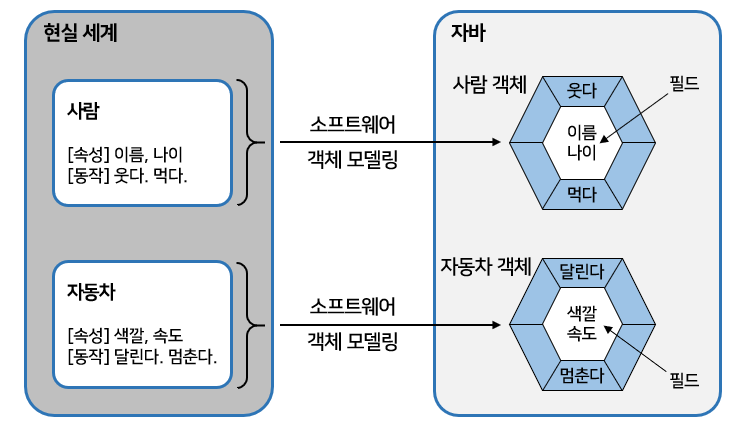 현실 세계
사람
[속성] 이름, 나이
[동작] 웃다. 먹다.
소프트웨어
객체 모델링
자바
사람 객체
웃다
필드
이름
나이
먹다
자동차
[속성] 색깔, 속도
[동작] 달린다. 멈춘다.
소프트웨어
객체 모델링
자동차 객체
달린다
색깔
속도
멈춘다
필드